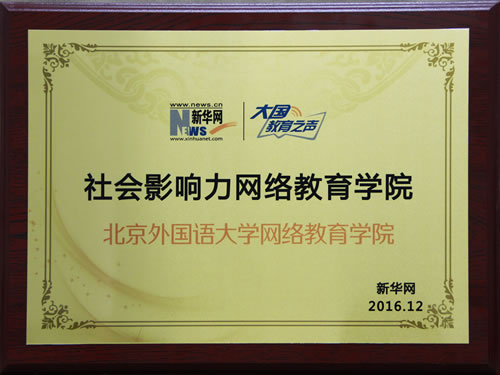 www.news.cn
新华网
NEWS
www.xinhuanet.com
大国
教育之声
社会影响力网络教育学院
北京外国语大学网络教育学院
新华网
2016.12